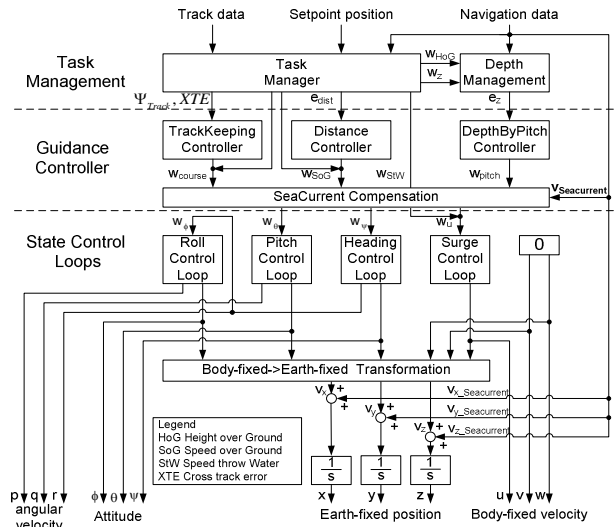 Track data
Setpoint position
Navigation data
Task
Management
Task
Manager
w_HoG
w_z
Depth
Management
Ψ_Track, XTE
e_dist
e_z
Guidance
Controller
TrackKeeping
Controller
Distance
Controller
DepthByPitch
Controller
w_course
w_SoG
w_StW
w_pitch
v_Seacurrent
SeaCurrent Compensation
State Control
Loops
w_ϕ
w_θ
w_ψ
w_u
Roll
Control
Loop
Pitch
Control
Loop
Heading
Control
Loop
Surge
Control
Loop
0
Body-fixed->Earth-fixed Transformation
v_x + +
v_x_Seacurrent
v_y + +
v_y_Seacurrent
v_z + +
v_z_Seacurrent
Legend
HoG Height over Ground
SoG Speed over Ground
StW Speed throw Water
XTE Cross track error
1/s
1/s
1/s
p q r
ϕ θ ψ
x y z
u v w
angular
velocity
Attitude
Earth-fixed position
Body-fixed velocity